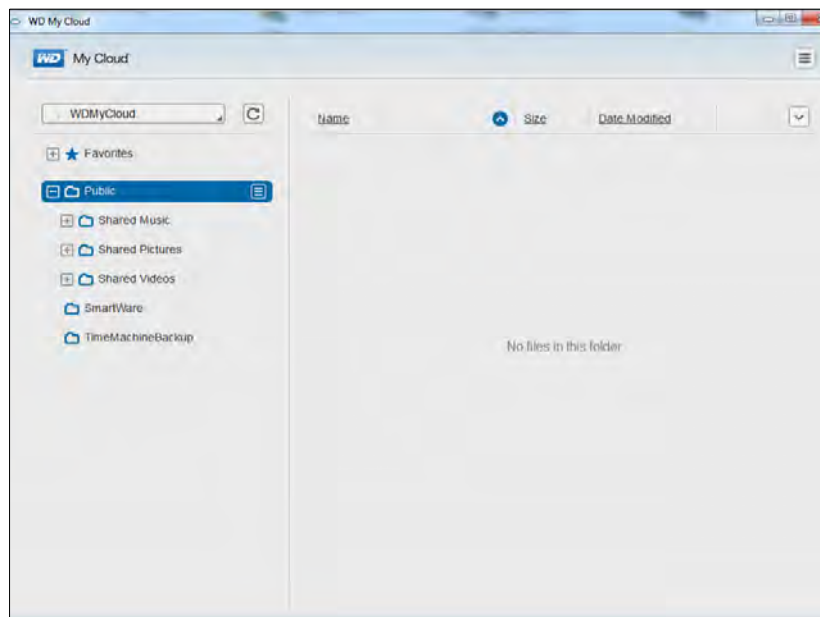 WD My Cloud
WD My Cloud
WDMyCloud
Name Size Date Modified
Favorites
Public
Shared Music
Shared Pictures
Shared Videos
SmartWare
TimeMachineBackup
No files in this folder